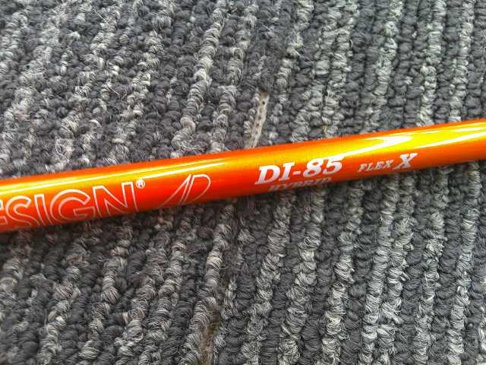 ESIGN® AD DI-85 FLEX X
HYBRID